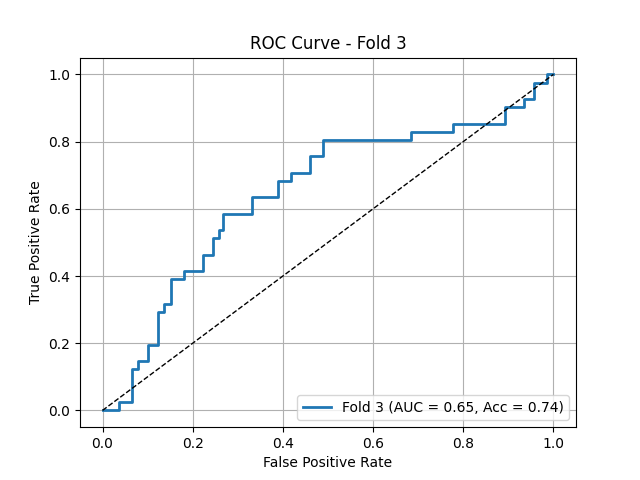 ROC Curve - Fold 3
True Positive Rate
1.0
0.8
0.6
0.4
0.2
0.0
Fold 3 (AUC = 0.65, Acc = 0.74)
0.0 0.2 0.4 0.6 0.8 1.0
False Positive Rate